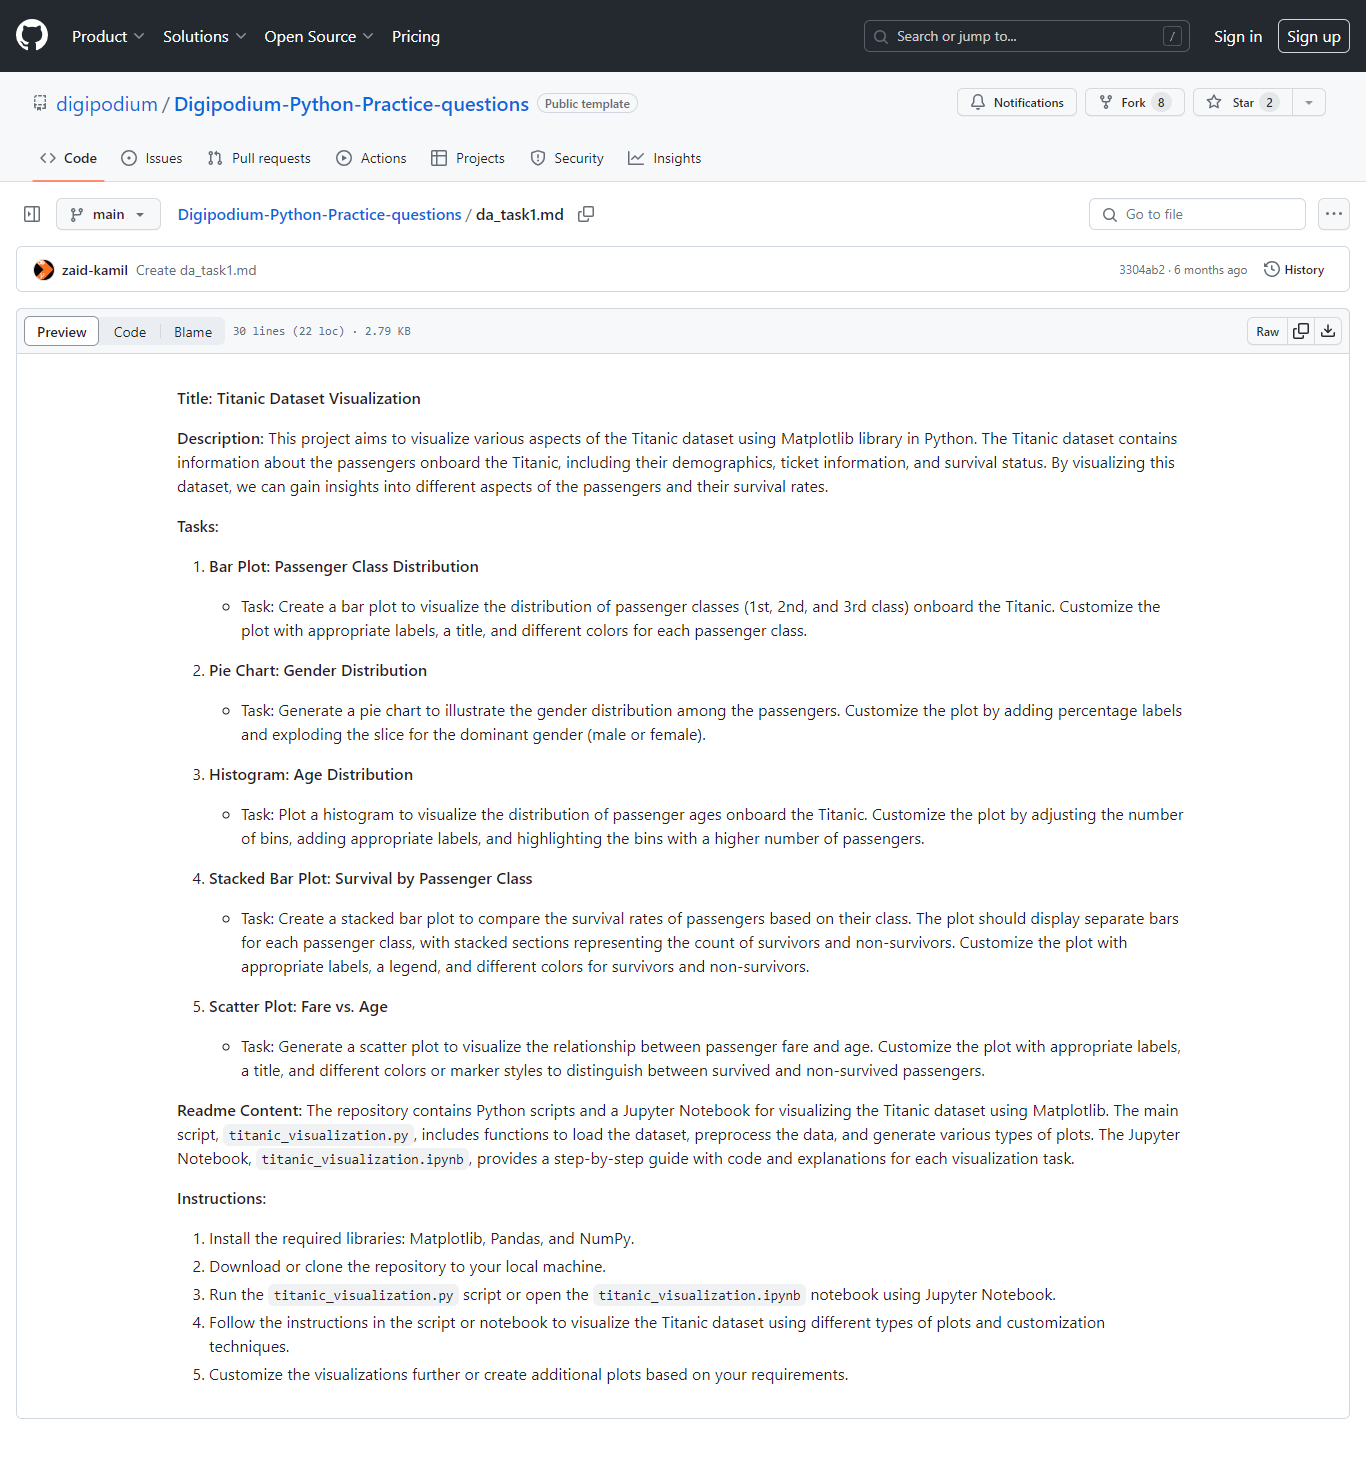 Product Solutions Open Source Pricing Search or jump to... / Sign in Sign up
digipodium / Digipodium-Python-Practice-questions Public template Notifications Fork 8 Star 2
Code Issues Pull requests Actions Projects Security Insights
main Digipodium-Python-Practice-questions / da_task1.md Go to file
zaid-kamil Create da_task1.md 3304ab2 · 6 months ago History
Preview Code Blame 30 lines (22 loc) · 2.79 KB Raw
Title: Titanic Dataset Visualization
Description: This project aims to visualize various aspects of the Titanic dataset using Matplotlib library in Python. The Titanic dataset contains
information about the passengers onboard the Titanic, including their demographics, ticket information, and survival status. By visualizing this
dataset, we can gain insights into different aspects of the passengers and their survival rates.
Tasks:
1. Bar Plot: Passenger Class Distribution
Task: Create a bar plot to visualize the distribution of passenger classes (1st, 2nd, and 3rd class) onboard the Titanic. Customize the
plot with appropriate labels, a title, and different colors for each passenger class.
2. Pie Chart: Gender Distribution
Task: Generate a pie chart to illustrate the gender distribution among the passengers. Customize the plot by adding percentage labels
and exploding the slice for the dominant gender (male or female).
3. Histogram: Age Distribution
Task: Plot a histogram to visualize the distribution of passenger ages onboard the Titanic. Customize the plot by adjusting the number
of bins, adding appropriate labels, and highlighting the bins with a higher number of passengers.
4. Stacked Bar Plot: Survival by Passenger Class
Task: Create a stacked bar plot to compare the survival rates of passengers based on their class. The plot should display separate bars
for each passenger class, with stacked sections representing the count of survivors and non-survivors. Customize the plot with
appropriate labels, a legend, and different colors for survivors and non-survivors.
5. Scatter Plot: Fare vs. Age
Task: Generate a scatter plot to visualize the relationship between passenger fare and age. Customize the plot with appropriate labels,
a title, and different colors or marker styles to distinguish between survived and non-survived passengers.
Readme Content: The repository contains Python scripts and a Jupyter Notebook for visualizing the Titanic dataset using Matplotlib. The main
script, titanic_visualization.py, includes functions to load the dataset, preprocess the data, and generate various types of plots. The Jupyter
Notebook, titanic_visualization.ipynb, provides a step-by-step guide with code and explanations for each visualization task.
Instructions:
1. Install the required libraries: Matplotlib, Pandas, and NumPy.
2. Download or clone the repository to your local machine.
3. Run the titanic_visualization.py script or open the titanic_visualization.ipynb notebook using Jupyter Notebook.
4. Follow the instructions in the script or notebook to visualize the Titanic dataset using different types of plots and customization
techniques.
5. Customize the visualizations further or create additional plots based on your requirements.